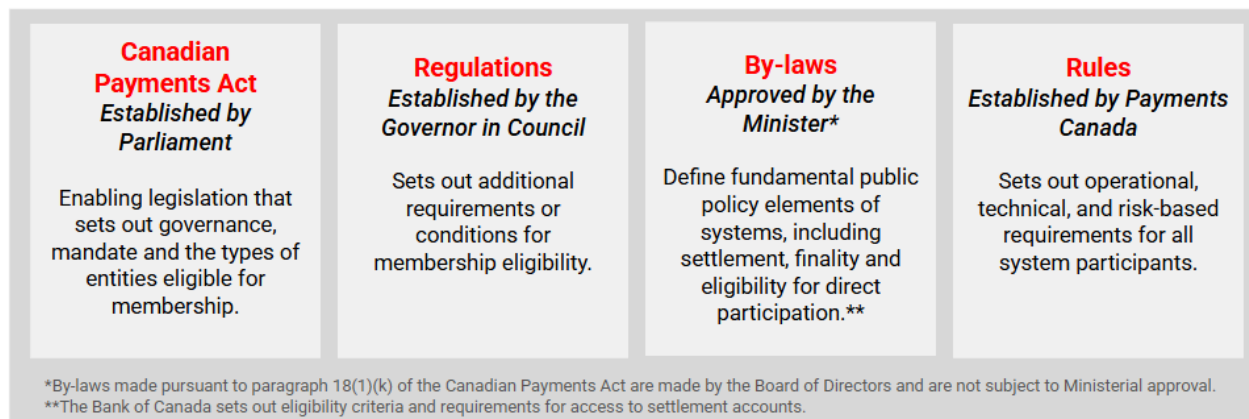 Canadian
Payments Act
Established by
Parliament
Enabling legislation that
sets out governance,
mandate and the types of
entities eligible for
membership.
Regulations
Established by the
Governor in Council
Sets out additional
requirements or
conditions for
membership eligibility.
By-laws
Approved by the
Minister*
Define fundamental public
policy elements of
systems, including
settlement, finality and
eligibility for direct
participation.**
Rules
Established by Payments
Canada
Sets out operational,
technical, and risk-based
requirements for all
system participants.
*By-laws made pursuant to paragraph 18(1)(k) of the Canadian Payments Act are made by the Board of Directors and are not subject to Ministerial approval.
**The Bank of Canada sets out eligibility criteria and requirements for access to settlement accounts.